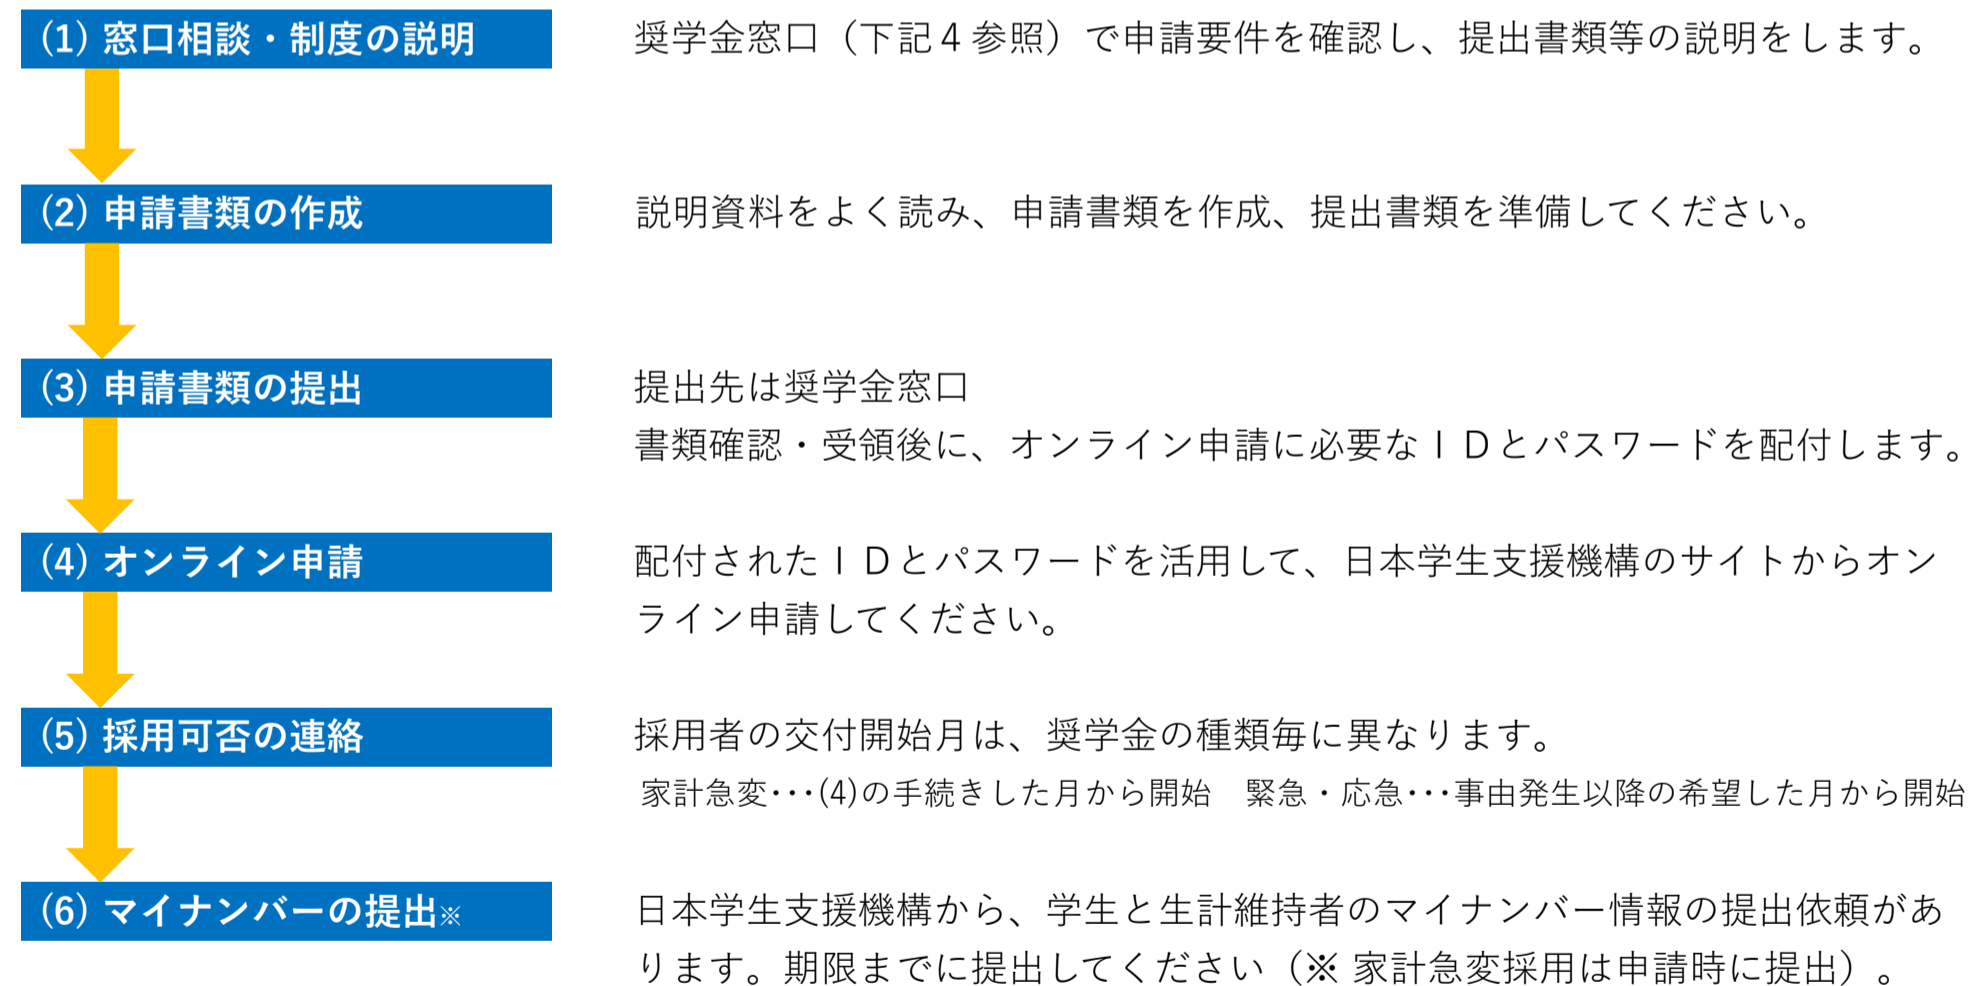 (1) 窓口相談・制度の説明
奨学金窓口（下記４参照）で申請要件を確認し、提出書類等の説明をします。
(2) 申請書類の作成
説明資料をよく読み、申請書類を作成、提出書類を準備してください。
(3) 申請書類の提出
提出先は奨学金窓口
書類確認・受領後に、オンライン申請に必要なＩＤとパスワードを配付します。
(4) オンライン申請
配付されたＩＤとパスワードを活用して、日本学生支援機構のサイトからオン
ライン申請してください。
(5) 採用可否の連絡
採用者の交付開始月は、奨学金の種類毎に異なります。
家計急変･･･(4)の手続きした月から開始　緊急・応急･･･事由発生以降の希望した月から開始
(6) マイナンバーの提出※
日本学生支援機構から、学生と生計維持者のマイナンバー情報の提出依頼があ
ります。期限までに提出してください（※ 家計急変採用は申請時に提出）。